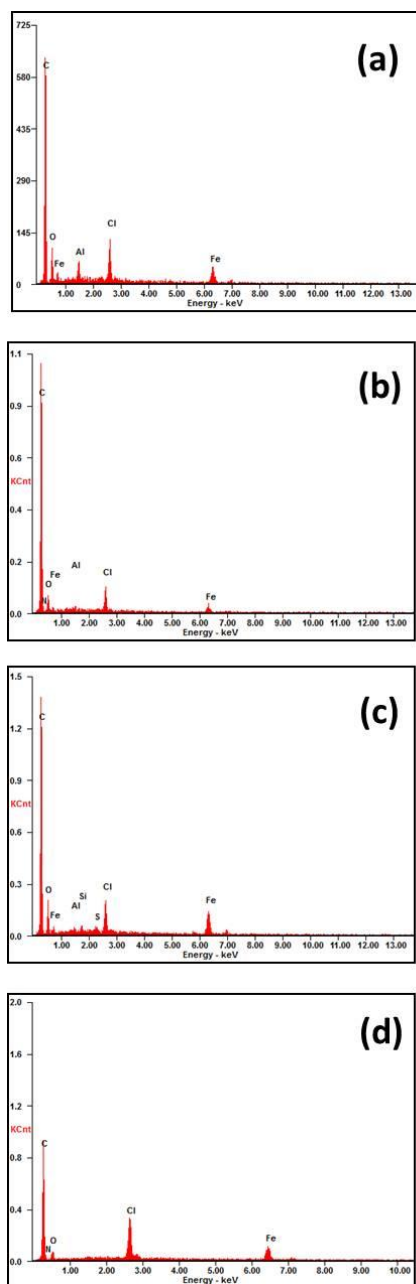 (a)
725
580
435
290
145
0
C
O
Fe
Al
Cl
Fe
1.00 2.00 3.00 4.00 5.00 6.00 7.00 8.00 9.00 10.00 11.00 12.00 13.00
Energy - keV
(b)
1.1
0.9
0.6
KCnt
0.4
0.2
0.0
C
N
O
Fe
Al
Cl
Fe
1.00 2.00 3.00 4.00 5.00 6.00 7.00 8.00 9.00 10.00 11.00 12.00 13.00
Energy - keV
(c)
1.5
1.2
0.9
KCnt
0.6
0.3
0.0
C
O
Fe
Al
Si
S
Cl
Fe
1.00 2.00 3.00 4.00 5.00 6.00 7.00 8.00 9.00 10.00 11.00 12.00 13.00
Energy - keV
(d)
2.0
1.6
1.2
KCnt
0.8
0.4
0.0
C
N
O
Cl
Fe
1.00 2.00 3.00 4.00 5.00 6.00 7.00 8.00 9.00 10.00
Energy - keV